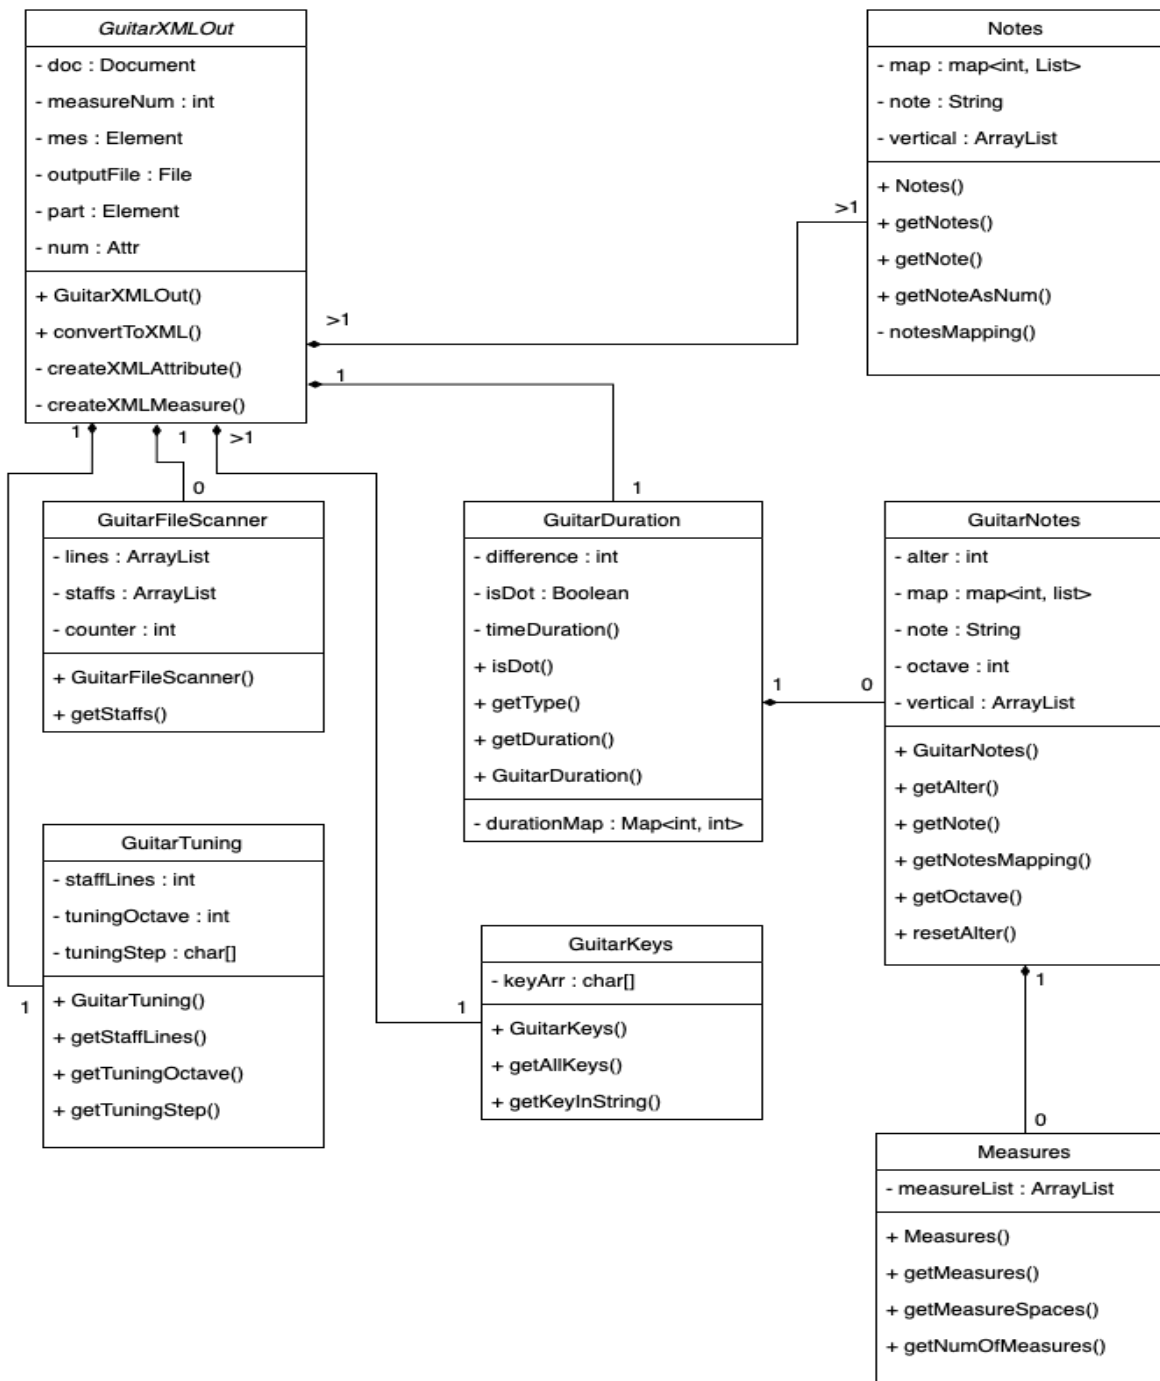 GuitarXMLOut
- doc : Document
- measureNum : int
- mes : Element
- outputFile : File
- part : Element
- num : Attr
+ GuitarXMLOut()
+ convertToXML()
- createXMLAttribute()
- createXMLMeasure()
Notes
- map : map<int, List>
- note : String
- vertical : ArrayList
+ Notes()
+ getNotes()
+ getNote()
+ getNoteAsNum()
- notesMapping()
>1
>1
1
1
1
1
>1
0
1
1
GuitarFileScanner
- lines : ArrayList
- staffs : ArrayList
- counter : int
+ GuitarFileScanner()
+ getStaffs()
GuitarDuration
- difference : int
- isDot : Boolean
- timeDuration()
+ isDot()
+ getType()
+ getDuration()
+ GuitarDuration()
- durationMap : Map<int, int>
1
0
GuitarNotes
- alter : int
- map : map<int, list>
- note : String
- octave : int
- vertical : ArrayList
+ GuitarNotes()
+ getAlter()
+ getNote()
+ getNotesMapping()
+ getOctave()
+ resetAlter()
GuitarTuning
- staffLines : int
- tuningOctave : int
- tuningStep : char[]
+ GuitarTuning()
+ getStaffLines()
+ getTuningOctave()
+ getTuningStep()
GuitarKeys
- keyArr : char[]
+ GuitarKeys()
+ getAllKeys()
+ getKeyInString()
1
0
Measures
- measureList : ArrayList
+ Measures()
+ getMeasures()
+ getMeasureSpaces()
+ getNumOfMeasures()